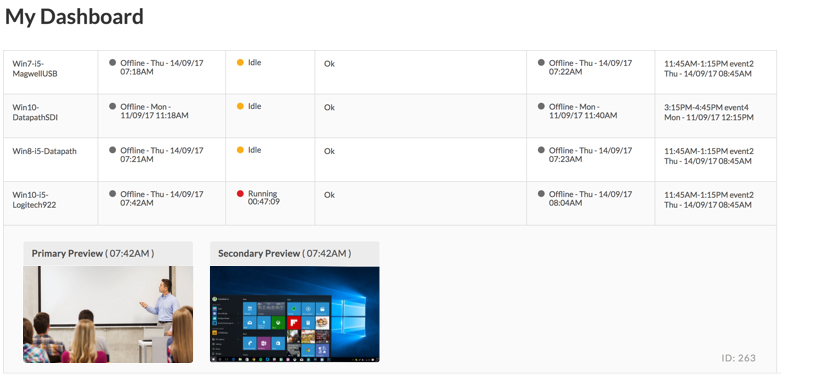 My Dashboard
Win7-i5-
MagwellUSB
Offline - Thu - 14/09/17
07:18AM
Idle
Ok
Offline - Thu - 14/09/17
07:22AM
11:45AM-1:15PM event2
Thu - 14/09/17 08:45AM
Win10-
DatapathSDI
Offline - Mon -
11/09/17 11:18AM
Idle
Ok
Offline - Mon -
11/09/17 11:40AM
3:15PM-4:45PM event4
Mon - 11/09/17 12:15PM
Win8-i5-Datapath
Offline - Thu - 14/09/17
07:21AM
Idle
Ok
Offline - Thu - 14/09/17
07:23AM
11:45AM-1:15PM event2
Thu - 14/09/17 08:45AM
Win10-i5-
Logitech922
Offline - Thu - 14/09/17
07:42AM
Running
00:47:09
Ok
Offline - Thu - 14/09/17
08:04AM
11:45AM-1:15PM event2
Thu - 14/09/17 08:45AM
Primary Preview ( 07:42AM )
Secondary Preview ( 07:42AM )
ID: 263